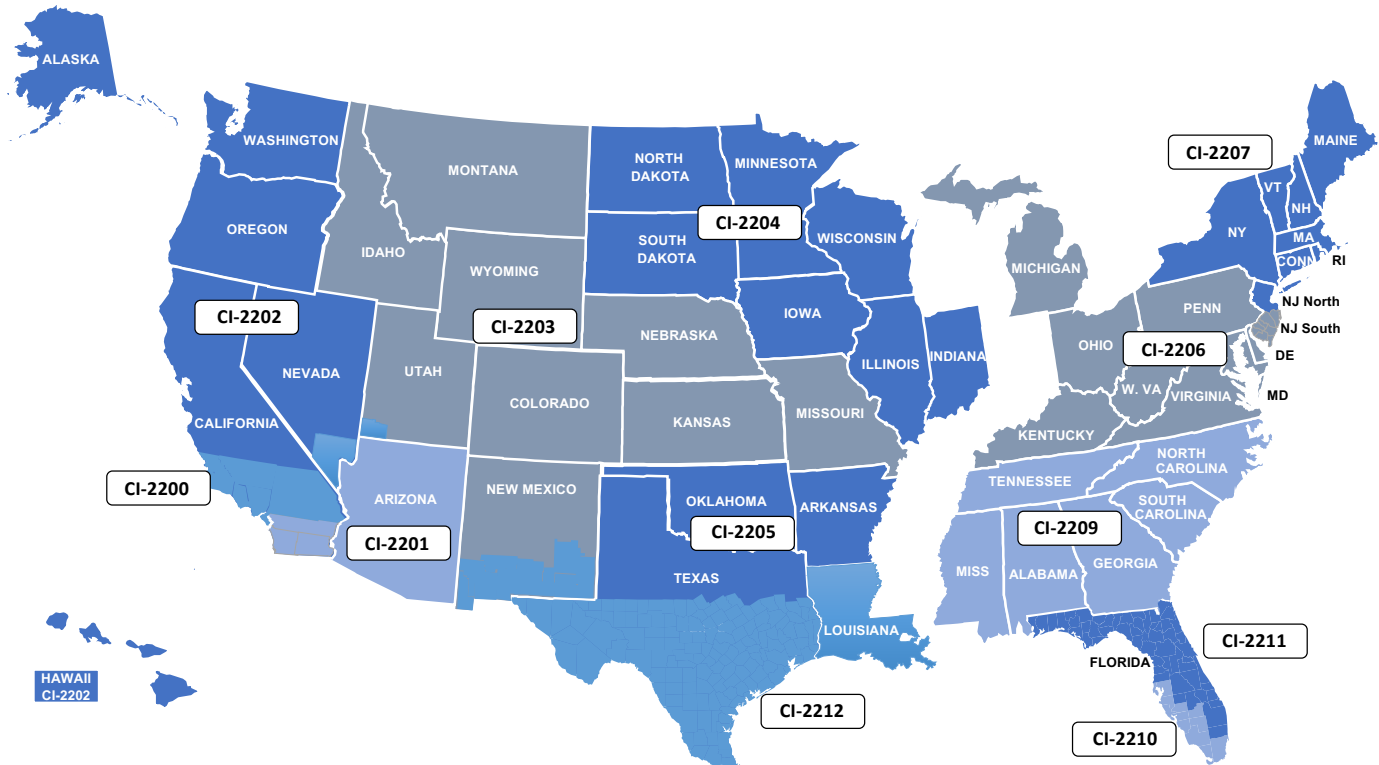 ALASKA
WASHINGTON
OREGON
CI-2202
CALIFORNIA
NEVADA
CI-2200
HAWAII
CI-2202
MONTANA
IDAHO
WYOMING
CI-2203
UTAH
COLORADO
ARIZONA
CI-2201
NEW MEXICO
NORTH
DAKOTA
SOUTH
DAKOTA
MINNESOTA
CI-2204
WISCONSIN
NEBRASKA
IOWA
KANSAS
MISSOURI
ILLINOIS
INDIANA
OKLAHOMA
CI-2205
ARKANSAS
TEXAS
LOUISIANA
CI-2212
MICHIGAN
OHIO
CI-2206
PENN
W. VA
VIRGINIA
KENTUCKY
CI-2207
MAINE
VT
NH
NY
MA
CONN
RI
NJ North
NJ South
DE
MD
TENNESSEE
NORTH
CAROLINA
SOUTH
CAROLINA
CI-2209
MISS
ALABAMA
GEORGIA
FLORIDA
CI-2211
CI-2210